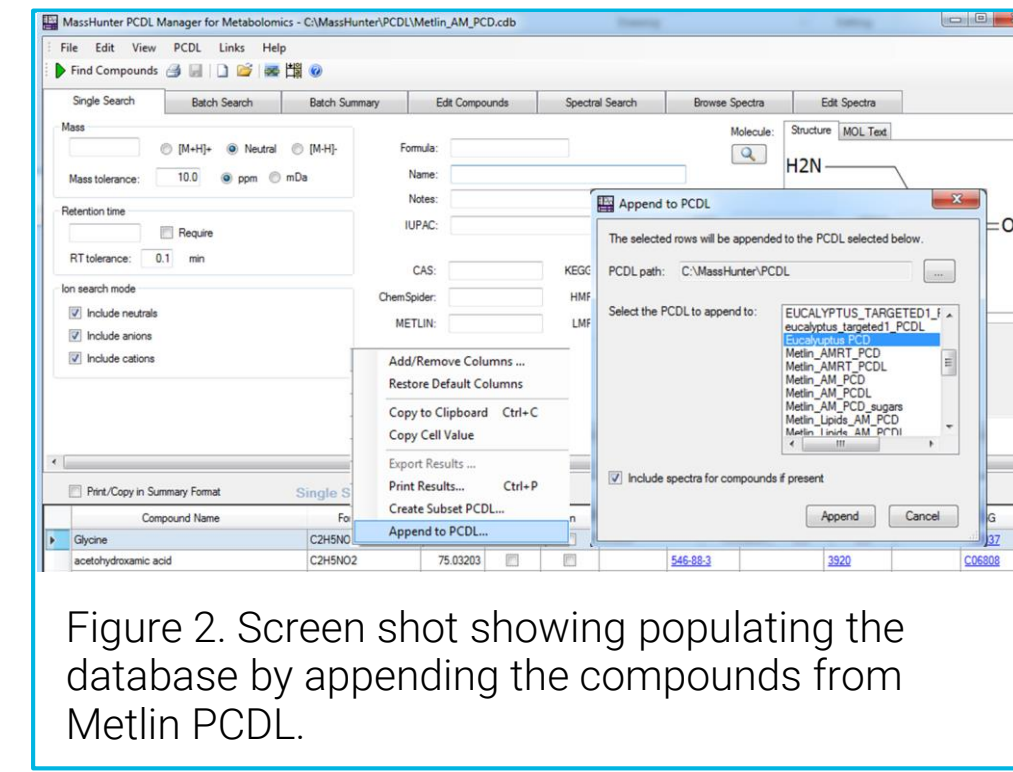 MassHunter PCDL Manager for Metabolomics - C:\MassHunter\PCDL\Metlin_AM_PCD.cdb
File Edit View PCDL Links Help
Find Compounds
Single Search Batch Search Batch Summary Edit Compounds Spectral Search Browse Spectra Edit Spectra
Mass
[M+H]+ Neutral [M-H]-
Mass tolerance: 10.0 ppm mDa
Retention time
Require
RT tolerance: 0.1 min
Ion search mode
Include neutrals
Include anions
Include cations
Formula:
Name:
Notes:
IUPAC:
CAS: KEGG
ChemSpider: HMF
METLIN: LMF
Molecule: Structure MOL Text
H2N
=O
Add/Remove Columns ...
Restore Default Columns
Copy to Clipboard Ctrl+C
Copy Cell Value
Export Results ...
Print Results... Ctrl+P
Create Subset PCDL...
Append to PCDL...
Append to PCDL
The selected rows will be appended to the PCDL selected below.
PCDL path: C:\MassHunter\PCDL ...
Select the PCDL to append to:
EUCALYPTUS_TARGETED1_F
eucalyptus_targeted1_PCDL
Eucalyuptus PCD
Metlin_AMRT_PCD
Metlin_AMRT_PCDL
Metlin_AM_PCD
Metlin_AM_PCDL
Metlin_AM_PCD_sugars
Metlin_Lipids_AM_PCD
Metlin_Lipids_AM_PCDL
Include spectra for compounds if present
Append Cancel
Print/Copy in Summary Format Single S
Compound Name Fo n G
Glycine C2H5NO 37
acetohydroxamic acid C2H5NO2 75.03203 546-88-3 3920 C06808
Figure 2. Screen shot showing populating the
database by appending the compounds from
Metlin PCDL.